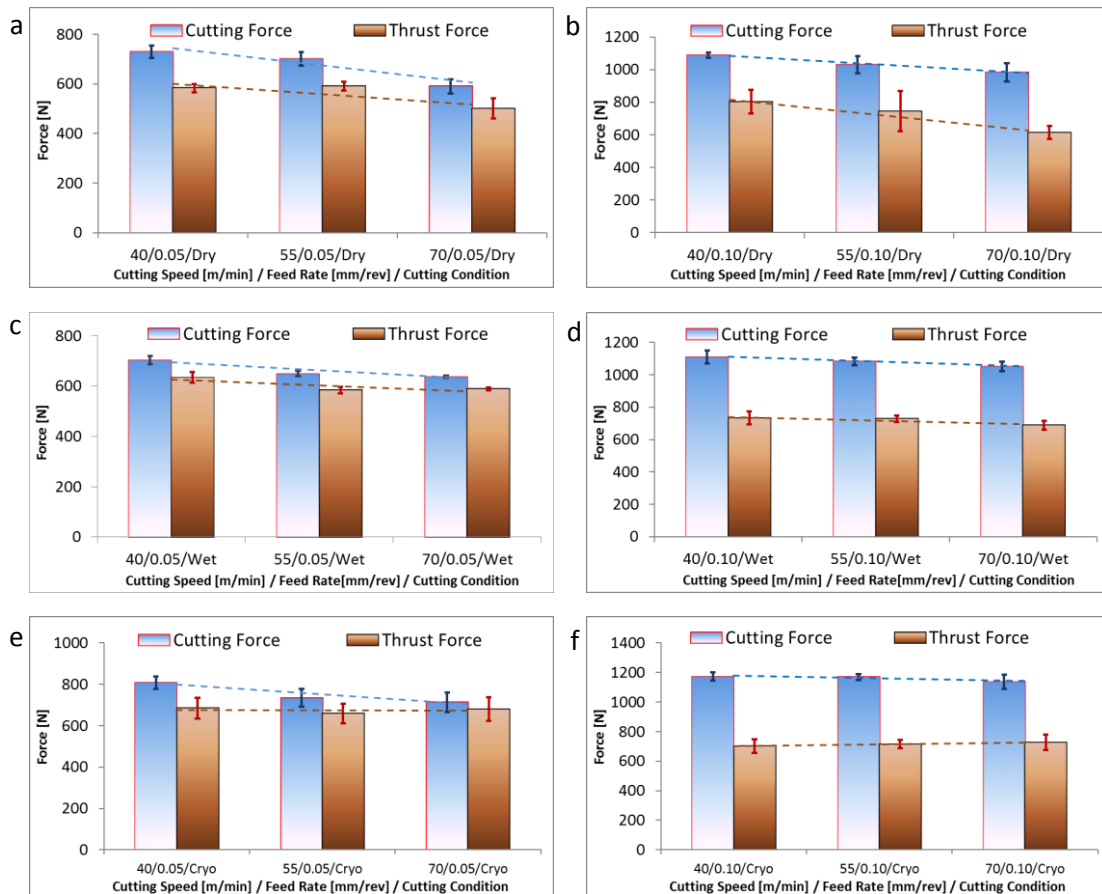 a
Cutting Force Thrust Force
800
600
400
200
0
Force [N]
40/0.05/Dry 55/0.05/Dry 70/0.05/Dry
Cutting Speed [m/min] / Feed Rate [mm/rev] / Cutting Condition
b
Cutting Force Thrust Force
1200
1000
800
600
400
200
0
Force [N]
40/0.10/Dry 55/0.10/Dry 70/0.10/Dry
Cutting Speed [m/min] / Feed Rate [mm/rev] / Cutting Condition
c
Cutting Force Thrust Force
800
600
400
200
0
Force [N]
40/0.05/Wet 55/0.05/Wet 70/0.05/Wet
Cutting Speed [m/min] / Feed Rate[mm/rev] / Cutting Condition
d
Cutting Force Thrust Force
1200
1000
800
600
400
200
0
Force [N]
40/0.10/Wet 55/0.10/Wet 70/0.10/Wet
Cutting Speed [m/min] / Feed Rate[mm/rev] / Cutting Condition
e
Cutting Force Thrust Force
1000
800
600
400
200
0
Force [N]
40/0.05/Cryo 55/0.05/Cryo 70/0.05/Cryo
Cutting Speed [m/min] / Feed Rate [mm/rev] / Cutting Condition
f
Cutting Force Thrust Force
1400
1200
1000
800
600
400
200
0
Force [N]
40/0.10/Cryo 55/0.10/Cryo 70/0.10/Cryo
Cutting Speed [m/min] / Feed Rate [mm/rev] / Cutting Condition